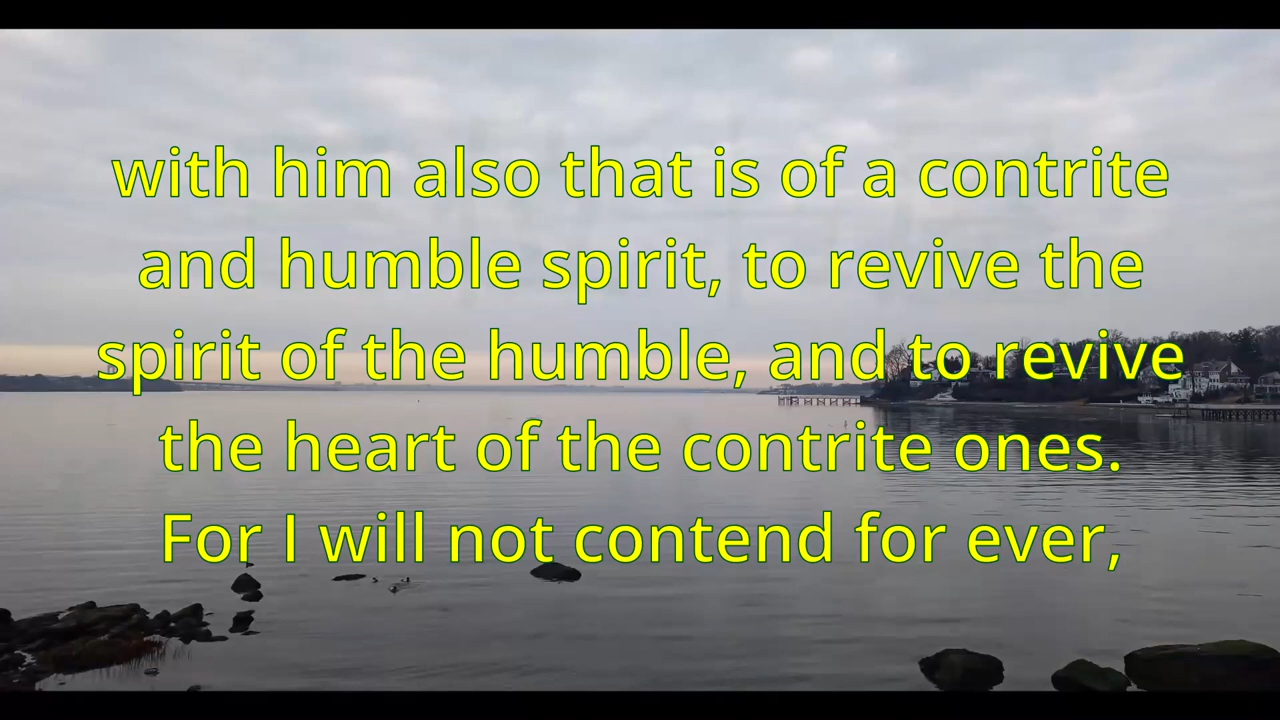 with him also that is of a contrite
and humble spirit, to revive the
spirit of the humble, and to revive
the heart of the contrite ones.
For I will not contend for ever,